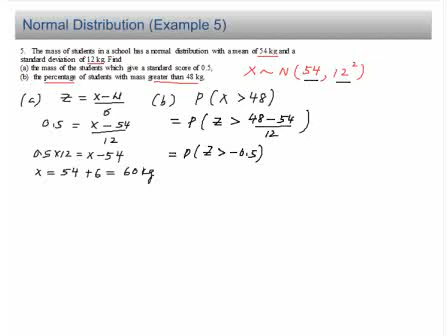 Normal Distribution (Example 5)
5. The mass of students in a school has a normal distribution with a mean of 54 kg and a
standard deviation of 12 kg. Find
(a) the mass of the students which give a standard score of 0.5,
(b) the percentage of students with mass greater than 48 kg.
X ~ N (54, 12²)
(a) Z = x-μ/σ
0.5 = x - 54/12
0.5 x 12 = x - 54
x = 54 + 6 = 60 kg
(b) P(X > 48)
= P(Z > 48-54/12)
= P(Z > -0.5)